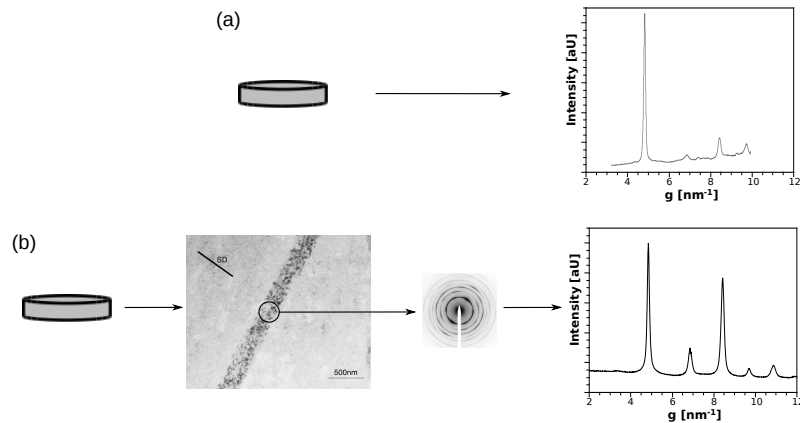 (a)
Intensity [aU]
2 4 6 8 10 12
g [nm⁻¹]
(b)
SD
500nm
Intensity [aU]
2 4 6 8 10 12
g [nm⁻¹]